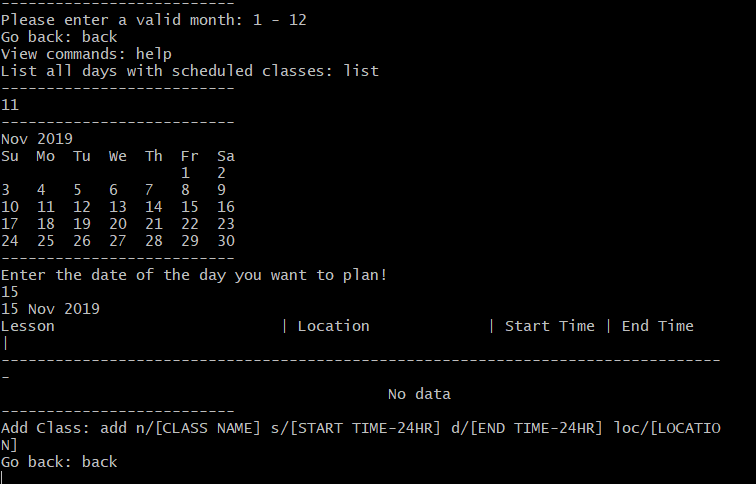 --------------------------
Please enter a valid month: 1 - 12
Go back: back
View commands: help
List all days with scheduled classes: list
--------------------------
11
--------------------------
Nov 2019
Su  Mo  Tu  We  Th  Fr  Sa
                    1   2
3   4   5   6   7   8   9
10  11  12  13  14  15  16
17  18  19  20  21  22  23
24  25  26  27  28  29  30
--------------------------
Enter the date of the day you want to plan!
15
15 Nov 2019
Lesson                         | Location             | Start Time | End Time
|
--------------------------------------------------------------------------------
-
                                           No data
--------------------------
Add Class: add n/[CLASS NAME] s/[START TIME-24HR] d/[END TIME-24HR] loc/[LOCATIO
N]
Go back: back